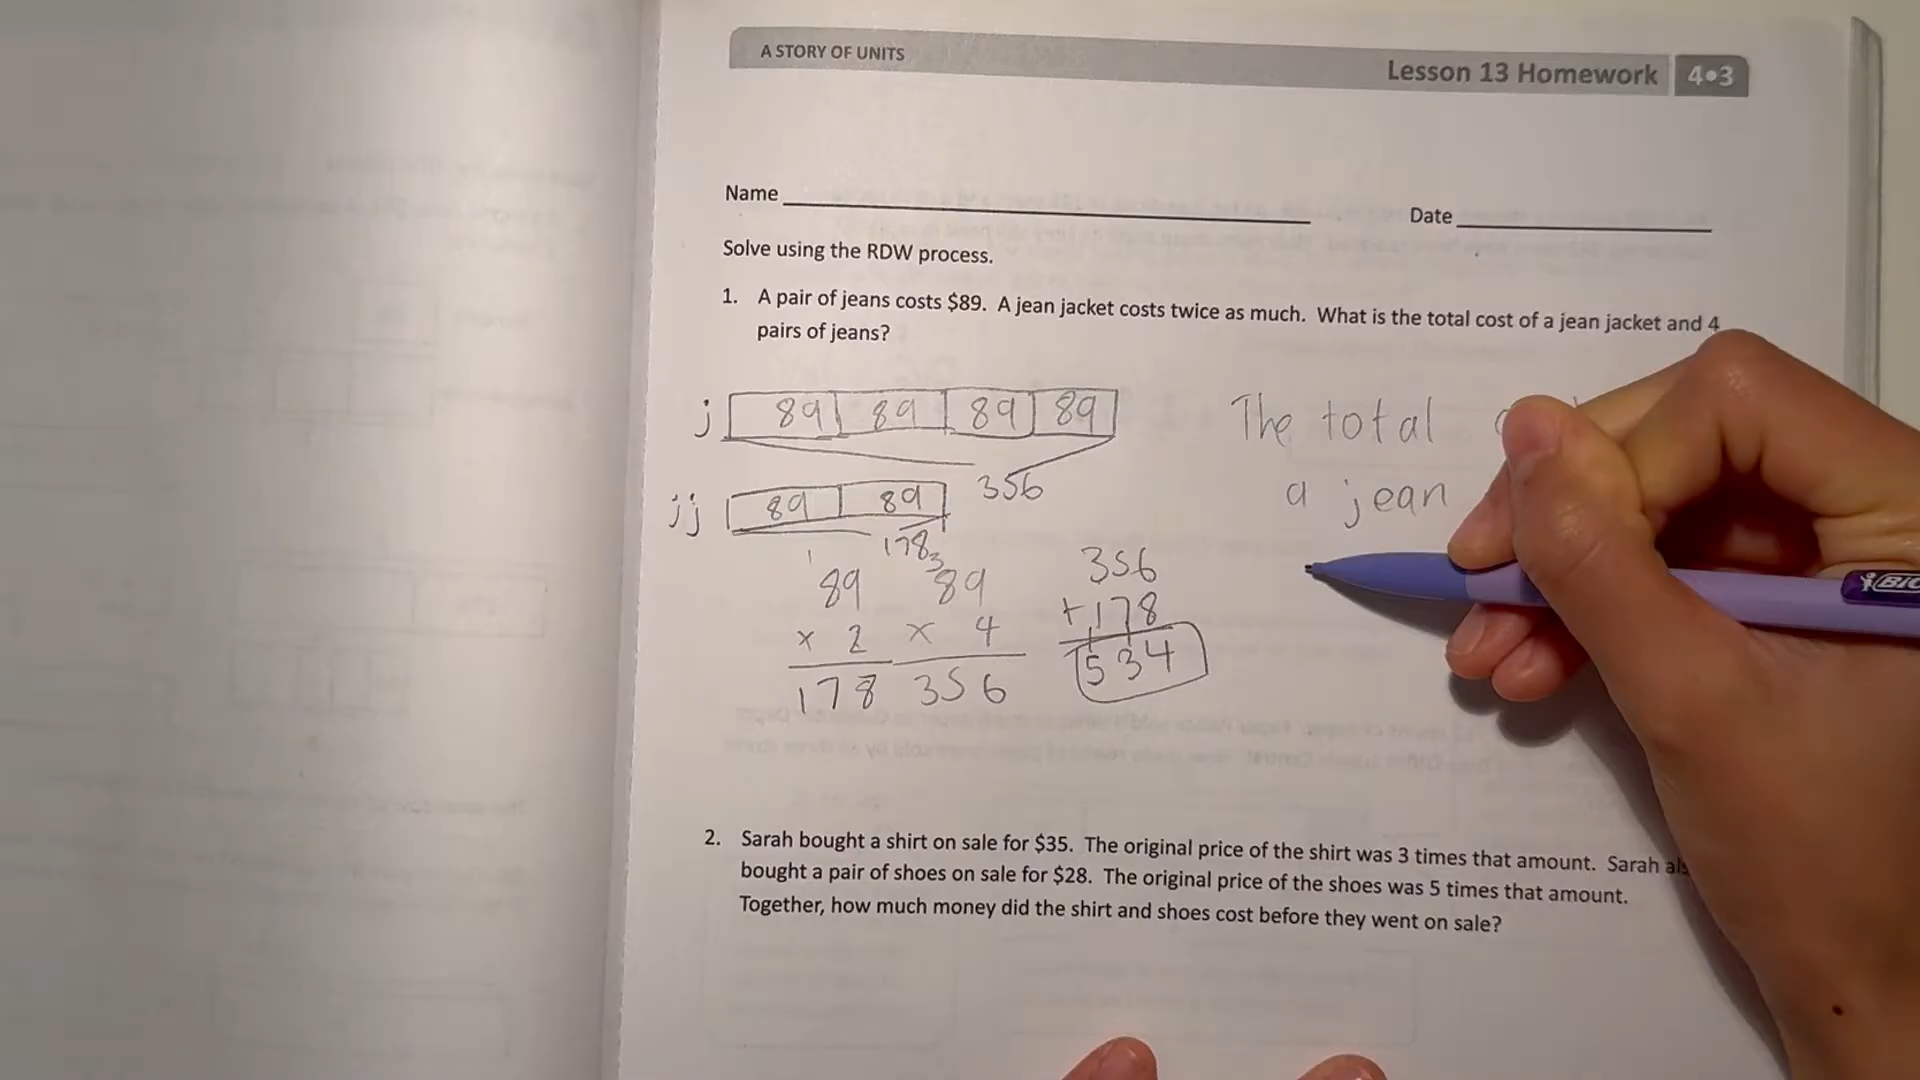 A STORY OF UNITS
Lesson 13 Homework 4•3
Name
Date
Solve using the RDW process.
1. A pair of jeans costs $89. A jean jacket costs twice as much. What is the total cost of a jean jacket and 4
pairs of jeans?
j 89 89 89 89
356
jj 89 89
178
The total
a jean
1 3
89 89
x 2 x 4
178 356
356
+178
534
BIC
2. Sarah bought a shirt on sale for $35. The original price of the shirt was 3 times that amount. Sarah
bought a pair of shoes on sale for $28. The original price of the shoes was 5 times that amount.
Together, how much money did the shirt and shoes cost before they went on sale?